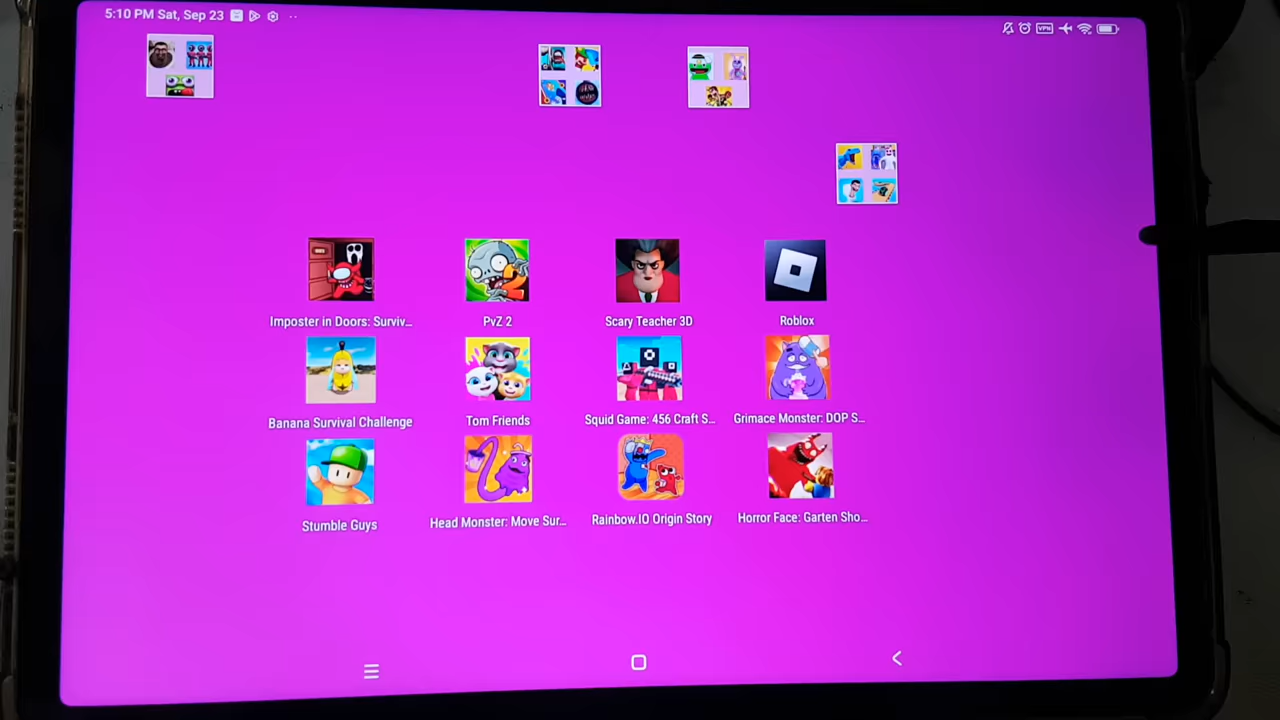 5:10 PM Sat, Sep 23
VPN
Imposter in Doors: Surviv...
PvZ 2
Scary Teacher 3D
Roblox
Banana Survival Challenge
Tom Friends
Squid Game: 456 Craft S...
Grimace Monster: DOP S...
Stumble Guys
Head Monster: Move Sur...
Rainbow.IO Origin Story
Horror Face: Garten Sho...